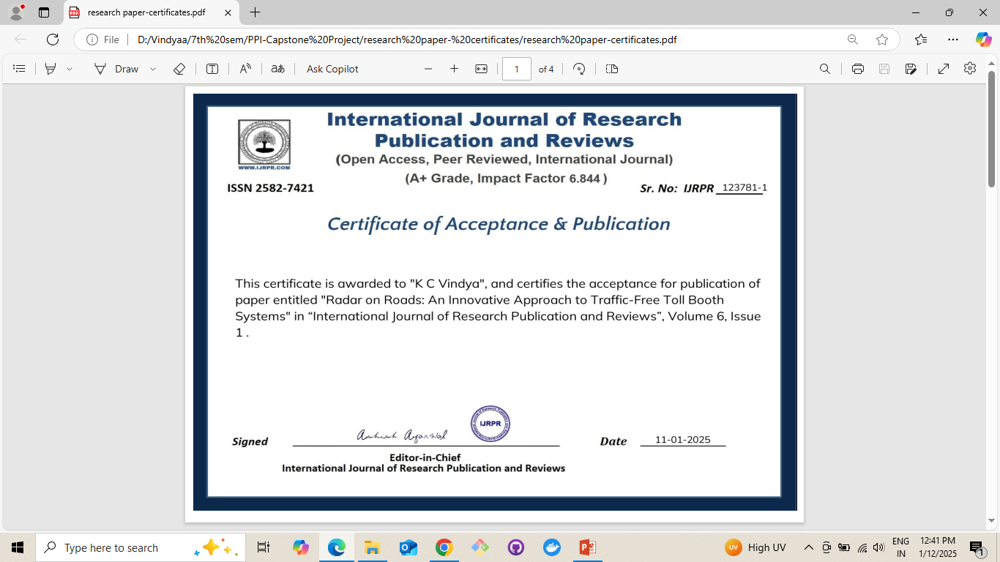 research paper-certificates.pdf
File
D:/Vindyaa/7th%20sem/PPI-Capstone%20Project/research%20paper-%20certificates/research%20paper-certificates.pdf
Draw
Ask Copilot
1 of 4
International Journal of Research
Publication and Reviews
(Open Access, Peer Reviewed, International Journal)
(A+ Grade, Impact Factor 6.844 )
WWW.IJRPR.COM
ISSN 2582-7421
Sr. No: IJRPR 123781-1
Certificate of Acceptance & Publication
This certificate is awarded to "K C Vindya", and certifies the acceptance for publication of
paper entitled "Radar on Roads: An Innovative Approach to Traffic-Free Toll Booth
Systems" in “International Journal of Research Publication and Reviews”, Volume 6, Issue
1 .
IJRPR
Signed
Date 11-01-2025
Editor-in-Chief
International Journal of Research Publication and Reviews
Type here to search
UV
High UV
ENG
IN
12:41 PM
1/12/2025
1